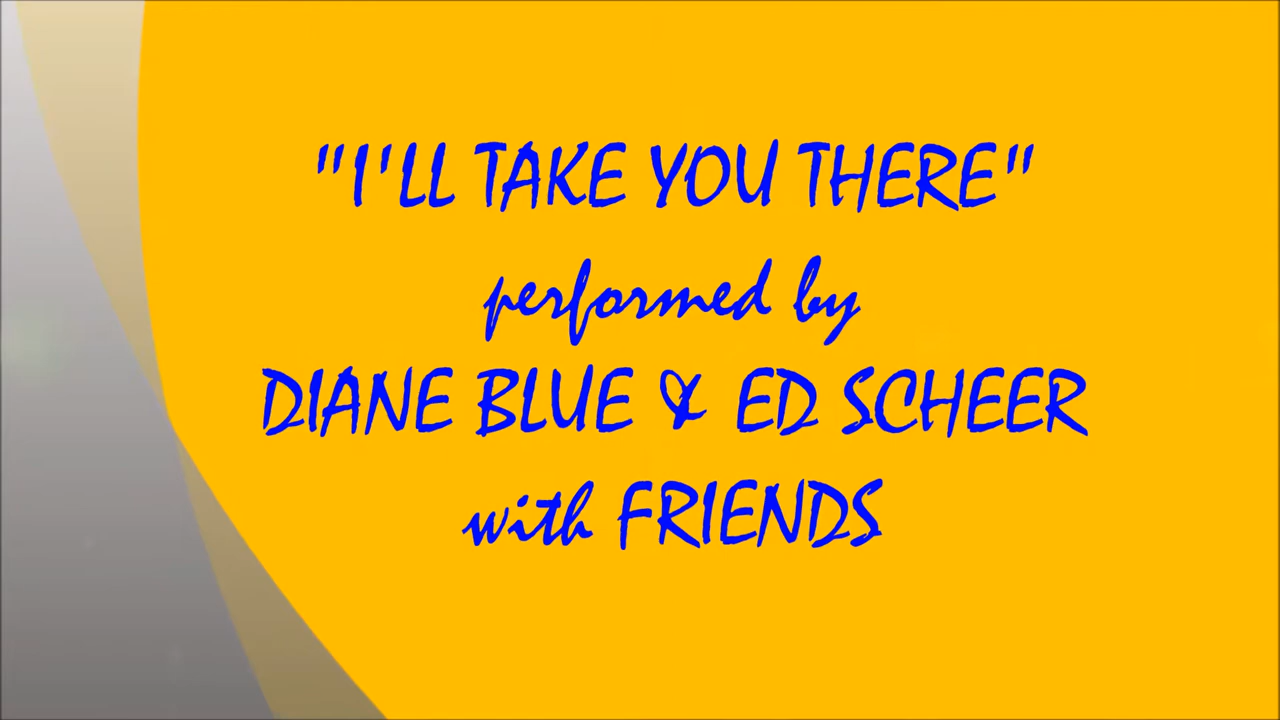 "I'LL TAKE YOU THERE"
performed by
DIANE BLUE & ED SCHEER
with FRIENDS